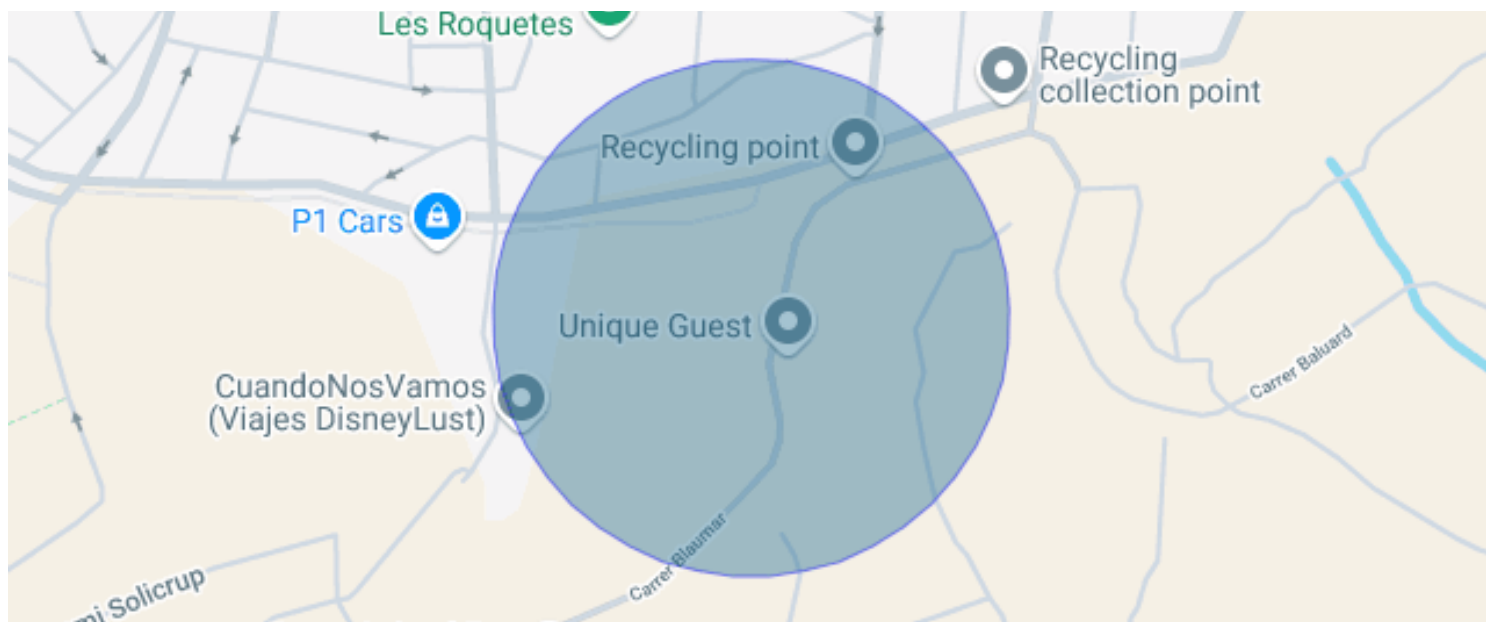 Les Roquetes
Recycling
collection point
Recycling point
P1 Cars
Unique Guest
CuandoNosVamos
(Viajes DisneyLust)
Carrer Baluard
Carrer Blaumar
Solicrup